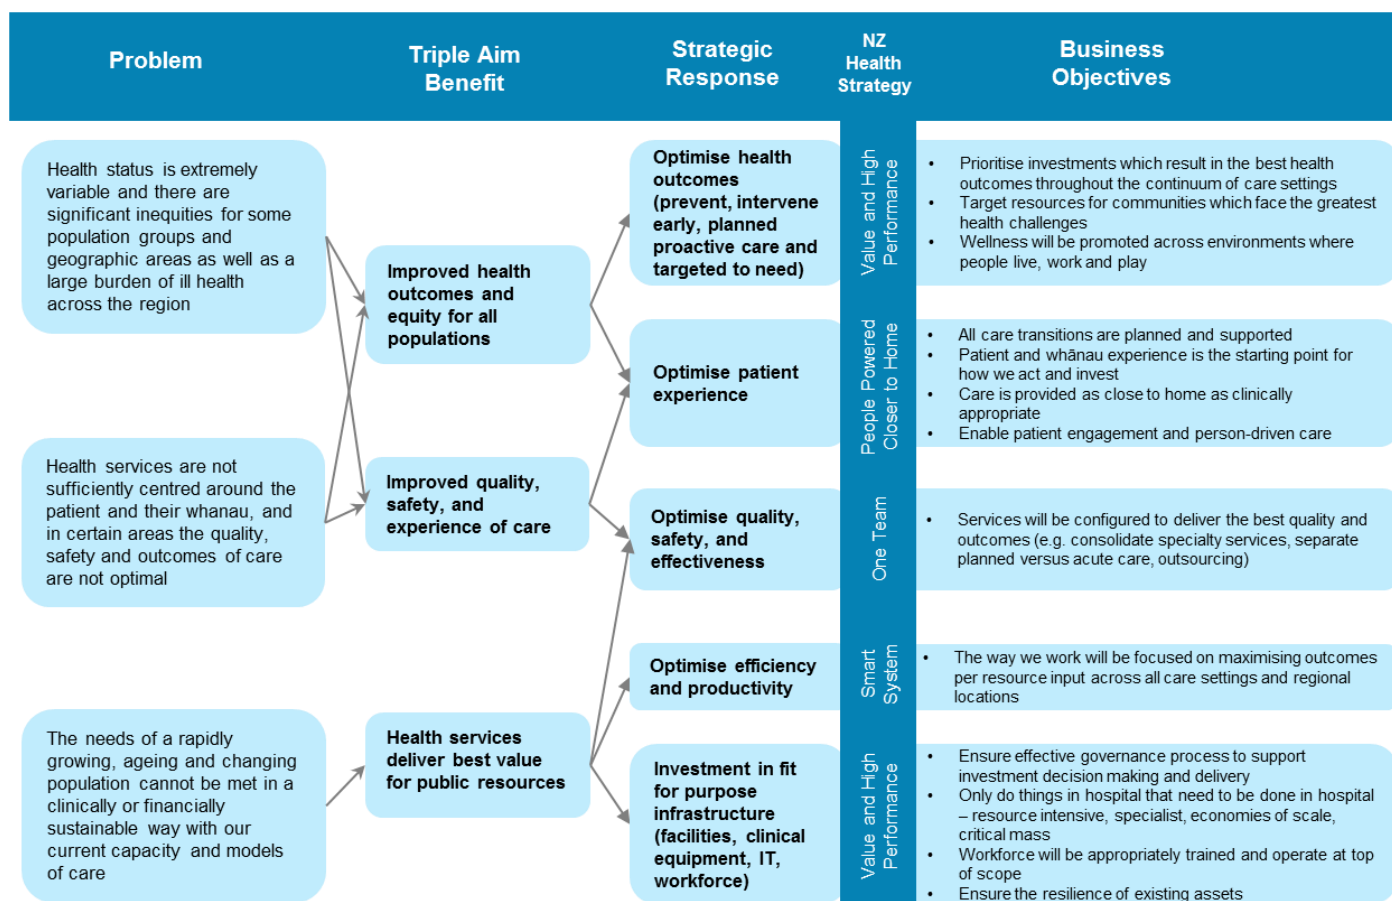 Problem
Triple Aim
Benefit
Strategic
Response
NZ
Health
Strategy
Business
Objectives
Health status is extremely
variable and there are
significant inequities for some
population groups and
geographic areas as well as a
large burden of ill health
across the region
Health services are not
sufficiently centred around the
patient and their whanau, and
in certain areas the quality,
safety and outcomes of care
are not optimal
The needs of a rapidly
growing, ageing and changing
population cannot be met in a
clinically or financially
sustainable way with our
current capacity and models
of care
Improved health
outcomes and
equity for all
populations
Improved quality,
safety, and
experience of care
Health services
deliver best value
for public resources
Optimise health
outcomes
(prevent, intervene
early, planned
proactive care and
targeted to need)
Optimise patient
experience
Optimise quality,
safety, and
effectiveness
Optimise efficiency
and productivity
Investment in fit
for purpose
infrastructure
(facilities, clinical
equipment, IT,
workforce)
Value and High
Performance
People Powered
Closer to Home
One Team
Smart
System
Value and High
Performance
• Prioritise investments which result in the best health
outcomes throughout the continuum of care settings
• Target resources for communities which face the greatest
health challenges
• Wellness will be promoted across environments where
people live, work and play
• All care transitions are planned and supported
• Patient and whānau experience is the starting point for
how we act and invest
• Care is provided as close to home as clinically
appropriate
• Enable patient engagement and person-driven care
• Services will be configured to deliver the best quality and
outcomes (e.g. consolidate specialty services, separate
planned versus acute care, outsourcing)
• The way we work will be focused on maximising outcomes
per resource input across all care settings and regional
locations
• Ensure effective governance process to support
investment decision making and delivery
• Only do things in hospital that need to be done in hospital
– resource intensive, specialist, economies of scale,
critical mass
• Workforce will be appropriately trained and operate at top
of scope
• Ensure the resilience of existing assets